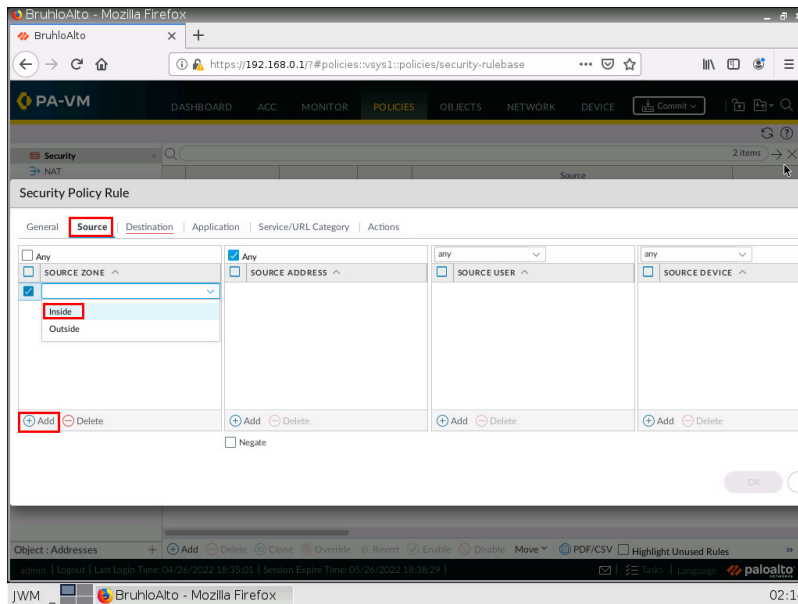 BruhloAlto - Mozilla Firefox
BruhloAlto
https://192.168.0.1/?#policies::vsys1::policies/security-rulebase
PA-VM DASHBOARD ACC MONITOR POLICIES OBJECTS NETWORK DEVICE Commit
Security 2 items
NAT Source
Security Policy Rule
General Source Destination Application Service/URL Category Actions
Any Any any any
SOURCE ZONE SOURCE ADDRESS SOURCE USER SOURCE DEVICE
Inside
Outside
Add Delete Add Delete Add Delete Add Delete
Negate
OK
Object : Addresses Add Delete Clone Override Revert Enable Disable Move PDF/CSV Highlight Unused Rules »
admin | Logout | Last Login Time: 04/26/2022 18:35:01 | Session Expire Time: 05/26/2022 18:38:29 | Tasks | Language paloalto
NETWORKS
JWM BruhloAlto - Mozilla Firefox